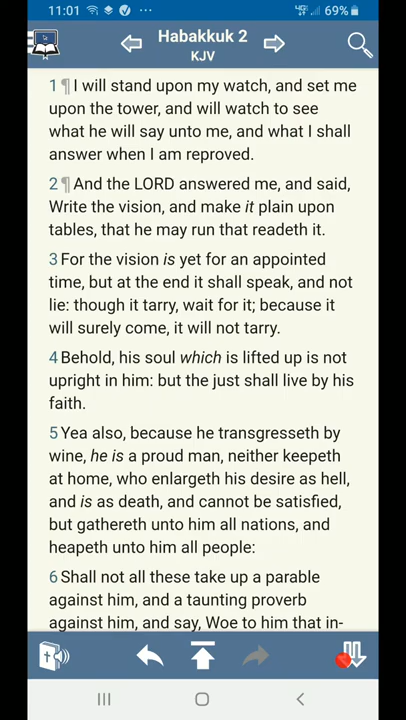 11:01 69%
Habakkuk 2
KJV
1 ¶ I will stand upon my watch, and set me
upon the tower, and will watch to see
what he will say unto me, and what I shall
answer when I am reproved.
2 ¶ And the LORD answered me, and said,
Write the vision, and make it plain upon
tables, that he may run that readeth it.
3 For the vision is yet for an appointed
time, but at the end it shall speak, and not
lie: though it tarry, wait for it; because it
will surely come, it will not tarry.
4 Behold, his soul which is lifted up is not
upright in him: but the just shall live by his
faith.
5 Yea also, because he transgresseth by
wine, he is a proud man, neither keepeth
at home, who enlargeth his desire as hell,
and is as death, and cannot be satisfied,
but gathereth unto him all nations, and
heapeth unto him all people:
6 Shall not all these take up a parable
against him, and a taunting proverb
against him, and say, Woe to him that in-